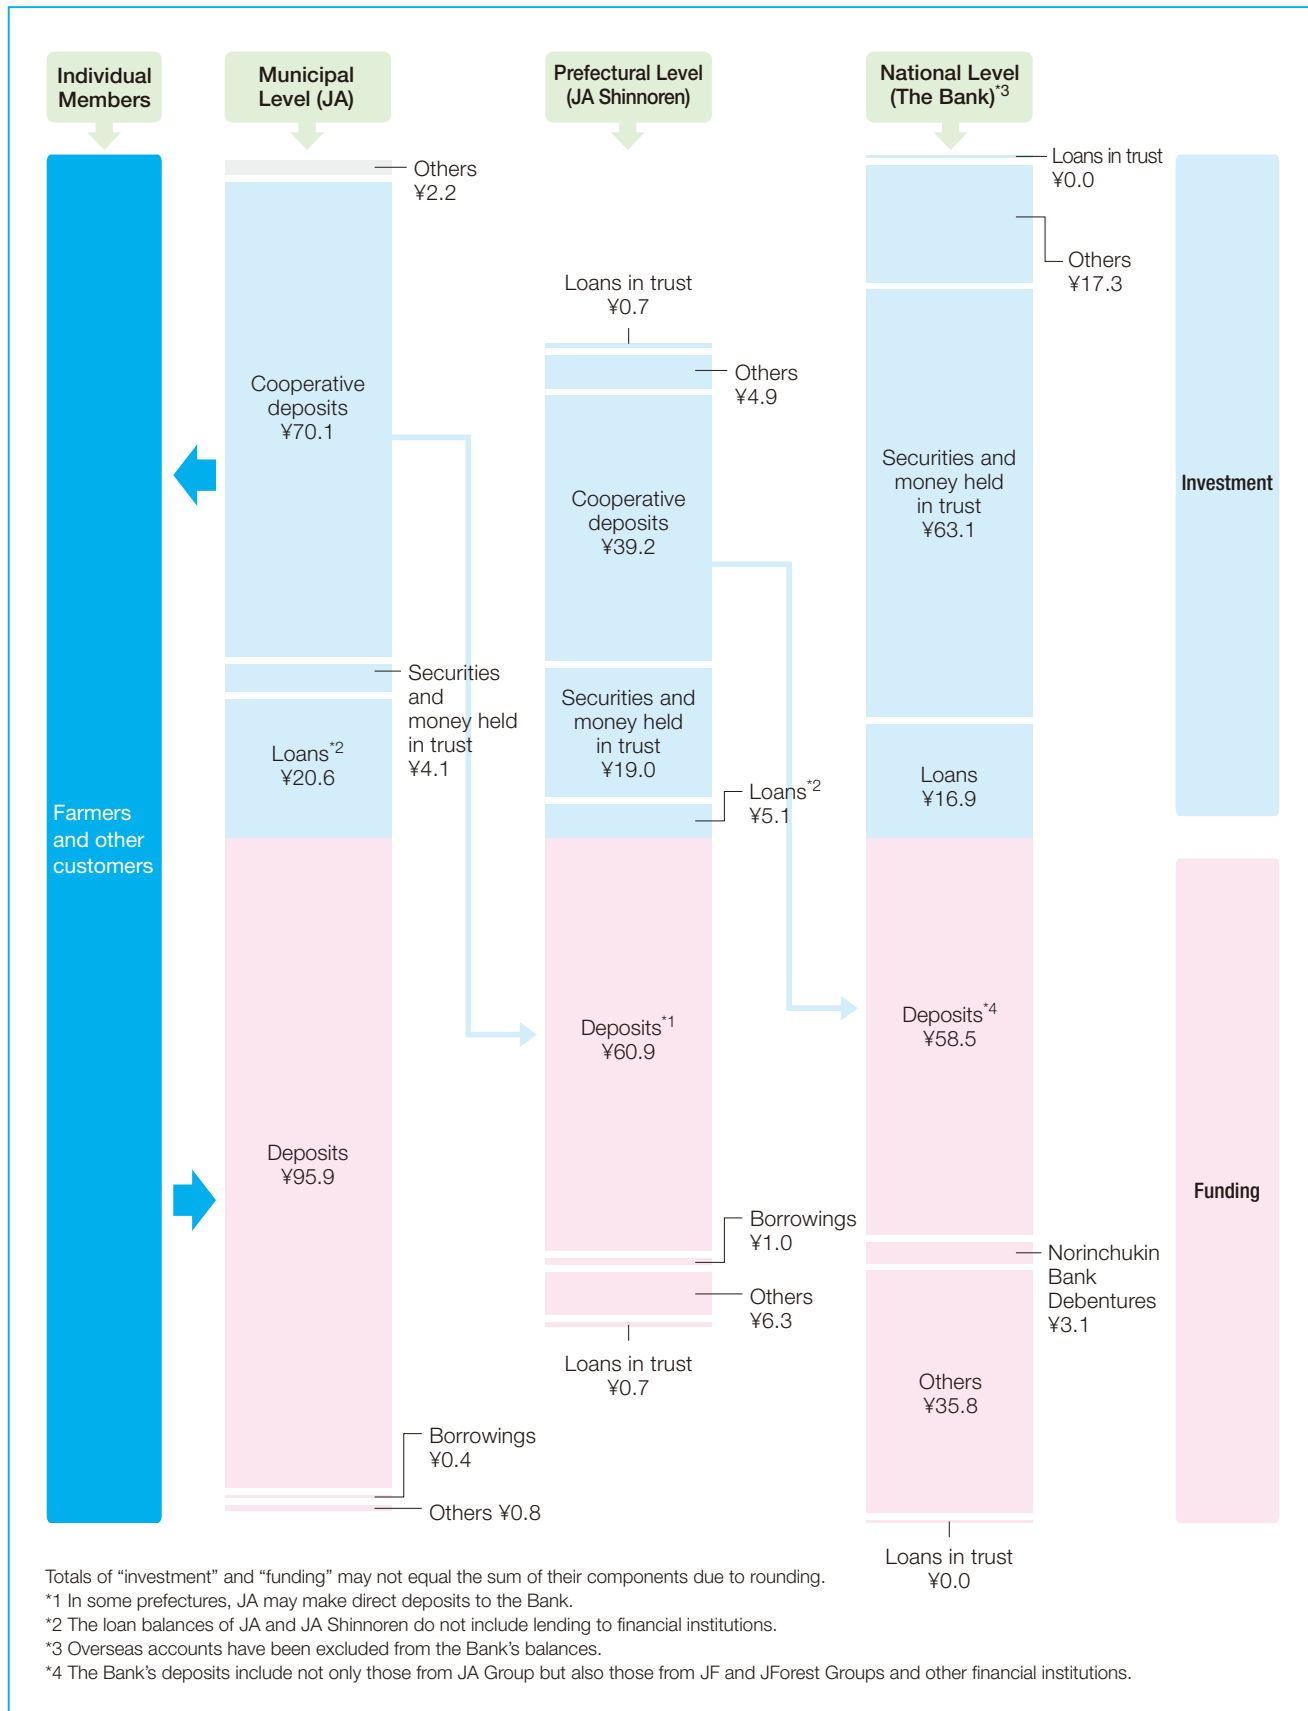 Individual
Members
Municipal
Level (JA)
Prefectural Level
(JA Shinnoren)
National Level
(The Bank)*3
Farmers
and other
customers
Others
¥2.2
Cooperative
deposits
¥70.1
Securities
and
money held
in trust
¥4.1
Loans*2
¥20.6
Deposits
¥95.9
Borrowings
¥0.4
Others ¥0.8
Loans in trust
¥0.7
Others
¥4.9
Cooperative
deposits
¥39.2
Securities and
money held
in trust
¥19.0
Loans*2
¥5.1
Deposits*1
¥60.9
Borrowings
¥1.0
Others
¥6.3
Loans in trust
¥0.7
Loans in trust
¥0.0
Others
¥17.3
Securities and
money held
in trust
¥63.1
Loans
¥16.9
Deposits*4
¥58.5
Norinchukin
Bank
Debentures
¥3.1
Others
¥35.8
Loans in trust
¥0.0
Investment
Funding
Totals of “investment” and “funding” may not equal the sum of their components due to rounding.
*1 In some prefectures, JA may make direct deposits to the Bank.
*2 The loan balances of JA and JA Shinnoren do not include lending to financial institutions.
*3 Overseas accounts have been excluded from the Bank’s balances.
*4 The Bank’s deposits include not only those from JA Group but also those from JF and JForest Groups and other financial institutions.